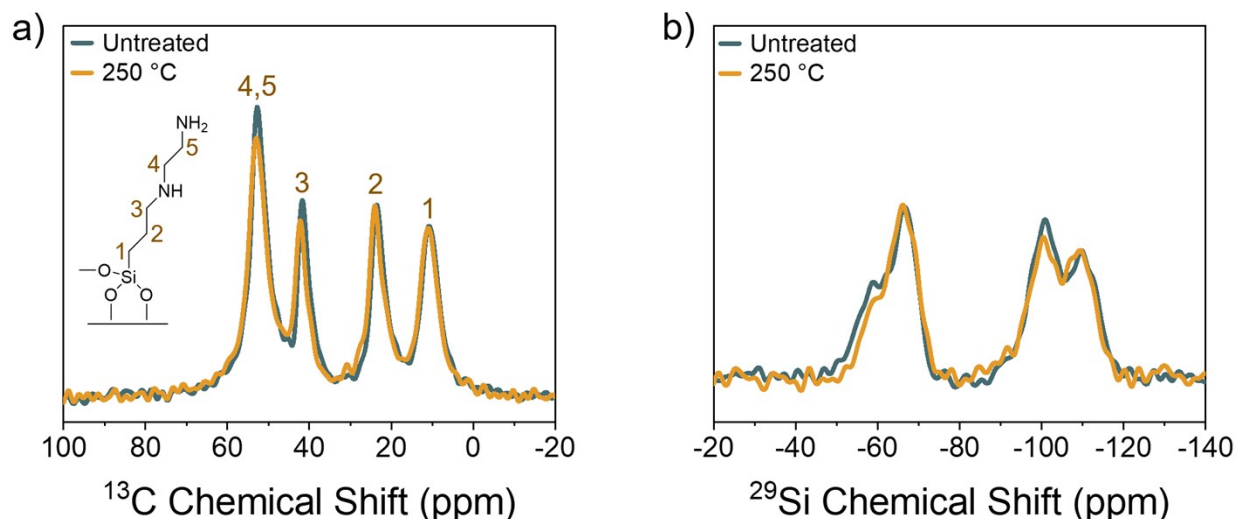 a)
Untreated
250 °C
4,5
3
2
1
NH₂
5
4
NH
3
2
1
O
Si
O
O
100 80 60 40 20 0 -20
¹³C Chemical Shift (ppm)
b)
Untreated
250 °C
-20 -40 -60 -80 -100 -120 -140
²⁹Si Chemical Shift (ppm)